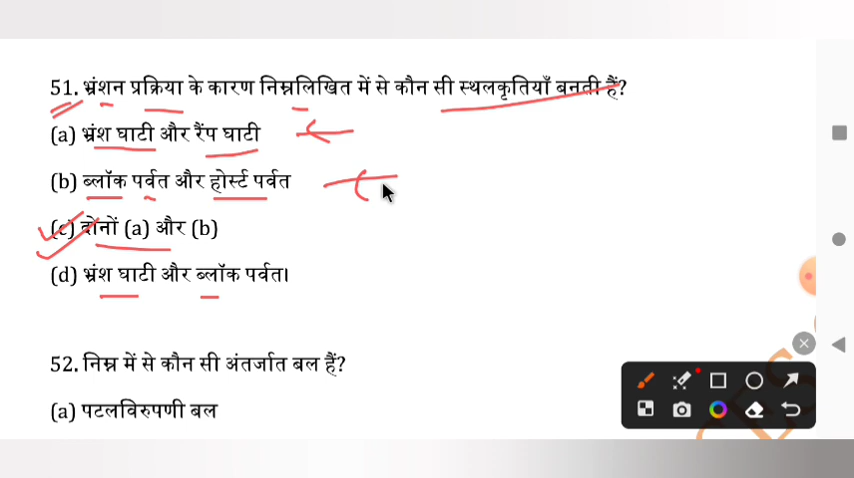 51. भ्रंशन प्रक्रिया के कारण निम्नलिखित में से कौन सी स्थलकृतियाँ बनती हैं?
(a) भ्रंश घाटी और रैंप घाटी
(b) ब्लॉक पर्वत और होर्स्ट पर्वत
(c) दोनों (a) और (b)
(d) भ्रंश घाटी और ब्लॉक पर्वत।
52. निम्न में से कौन सी अंतर्जात बल हैं?
(a) पटलविरुपणी बल